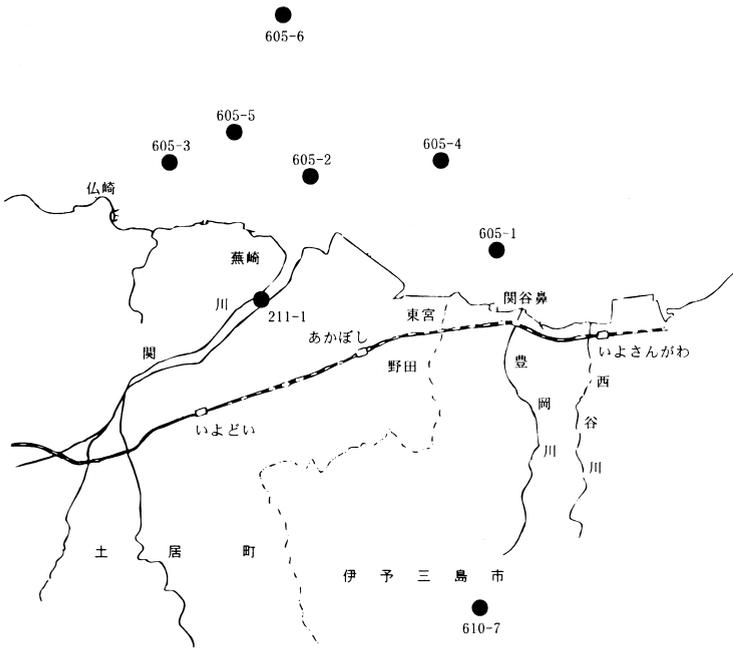 605-6
605-5
605-3
605-4
605-2
仏崎
605-1
蕪崎
関谷鼻
川
211-1
東宮
あかぼし
関
いよさんがわ
野田
豊
西
岡
谷
いよどい
川
川
土居町
伊予三島市
610-7